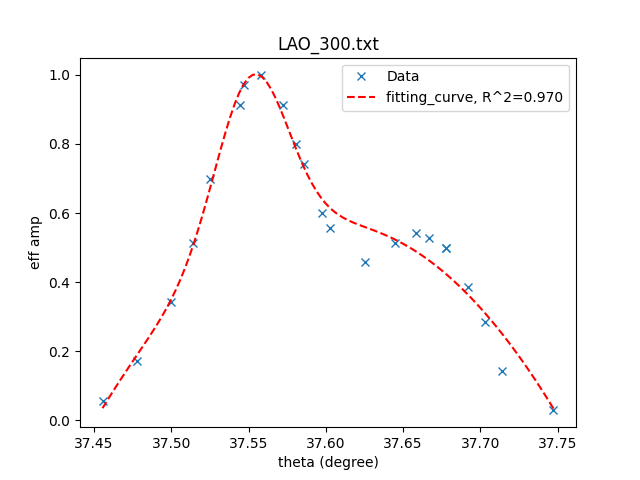 LAO_300.txt
Data
fitting_curve, R^2=0.970
eff amp
1.0
0.8
0.6
0.4
0.2
0.0
37.45 37.50 37.55 37.60 37.65 37.70 37.75
theta (degree)